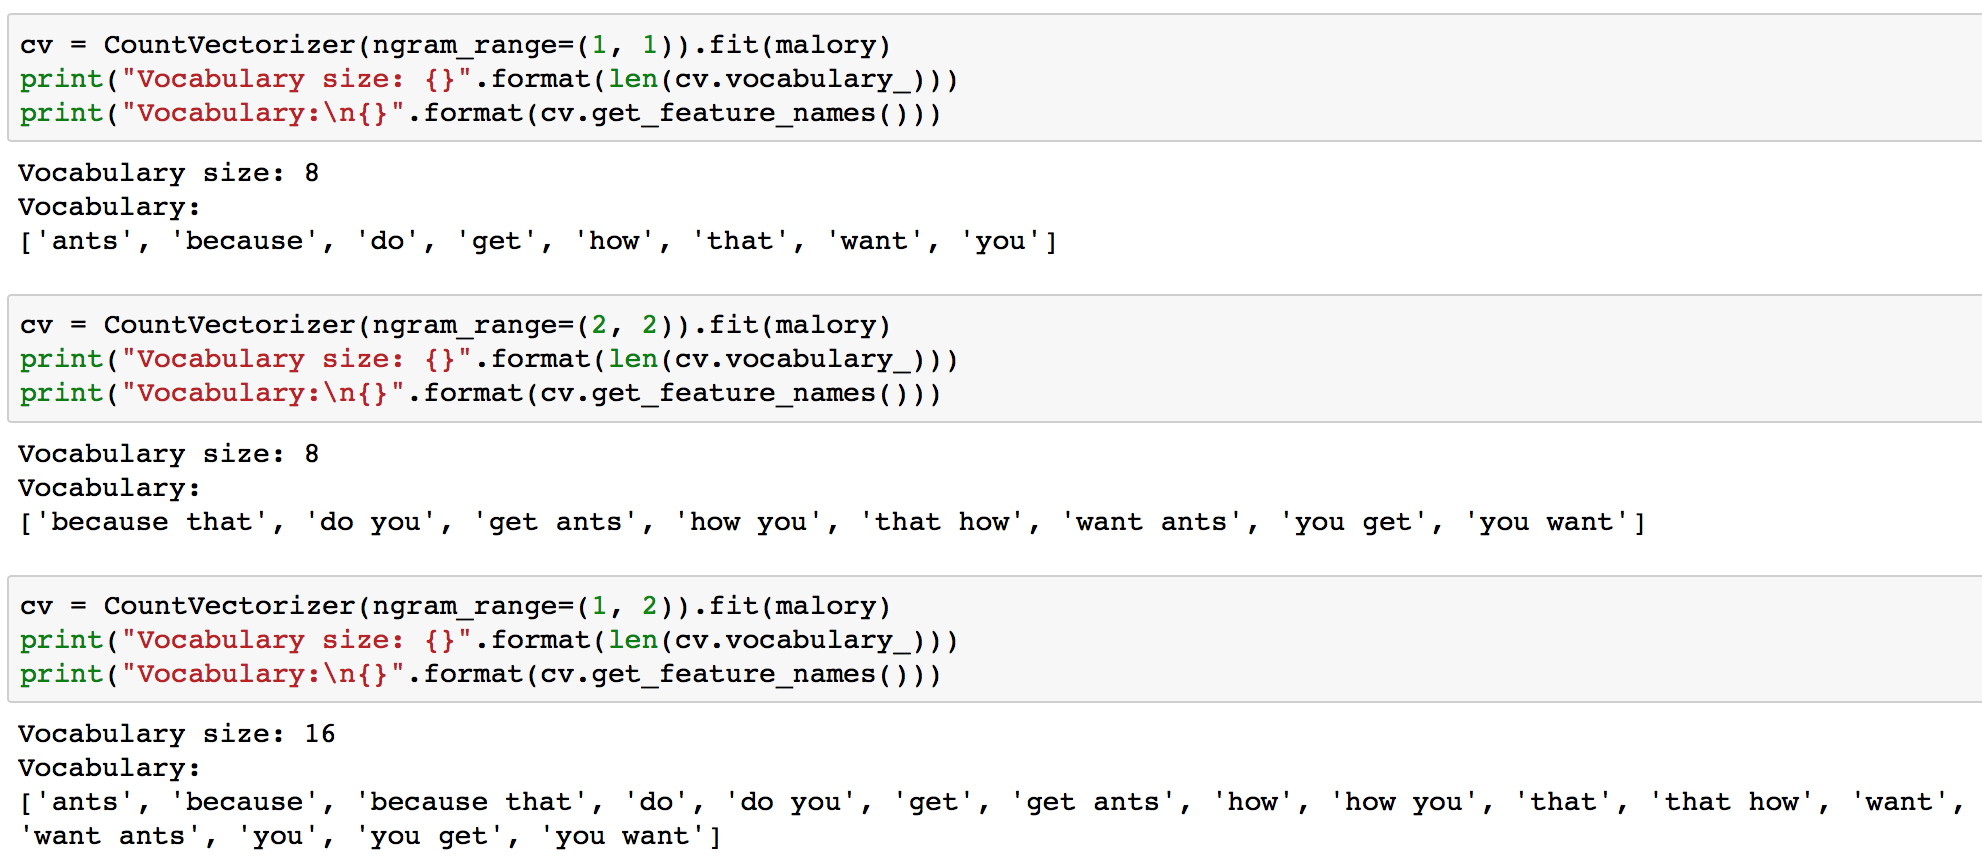 cv = CountVectorizer(ngram_range=(1, 1)).fit(malory)
print("Vocabulary size: {}".format(len(cv.vocabulary_)))
print("Vocabulary:\n{}".format(cv.get_feature_names()))
Vocabulary size: 8
Vocabulary:
['ants', 'because', 'do', 'get', 'how', 'that', 'want', 'you']
cv = CountVectorizer(ngram_range=(2, 2)).fit(malory)
print("Vocabulary size: {}".format(len(cv.vocabulary_)))
print("Vocabulary:\n{}".format(cv.get_feature_names()))
Vocabulary size: 8
Vocabulary:
['because that', 'do you', 'get ants', 'how you', 'that how', 'want ants', 'you get', 'you want']
cv = CountVectorizer(ngram_range=(1, 2)).fit(malory)
print("Vocabulary size: {}".format(len(cv.vocabulary_)))
print("Vocabulary:\n{}".format(cv.get_feature_names()))
Vocabulary size: 16
Vocabulary:
['ants', 'because', 'because that', 'do', 'do you', 'get', 'get ants', 'how', 'how you', 'that', 'that how', 'want',
'want ants', 'you', 'you get', 'you want']